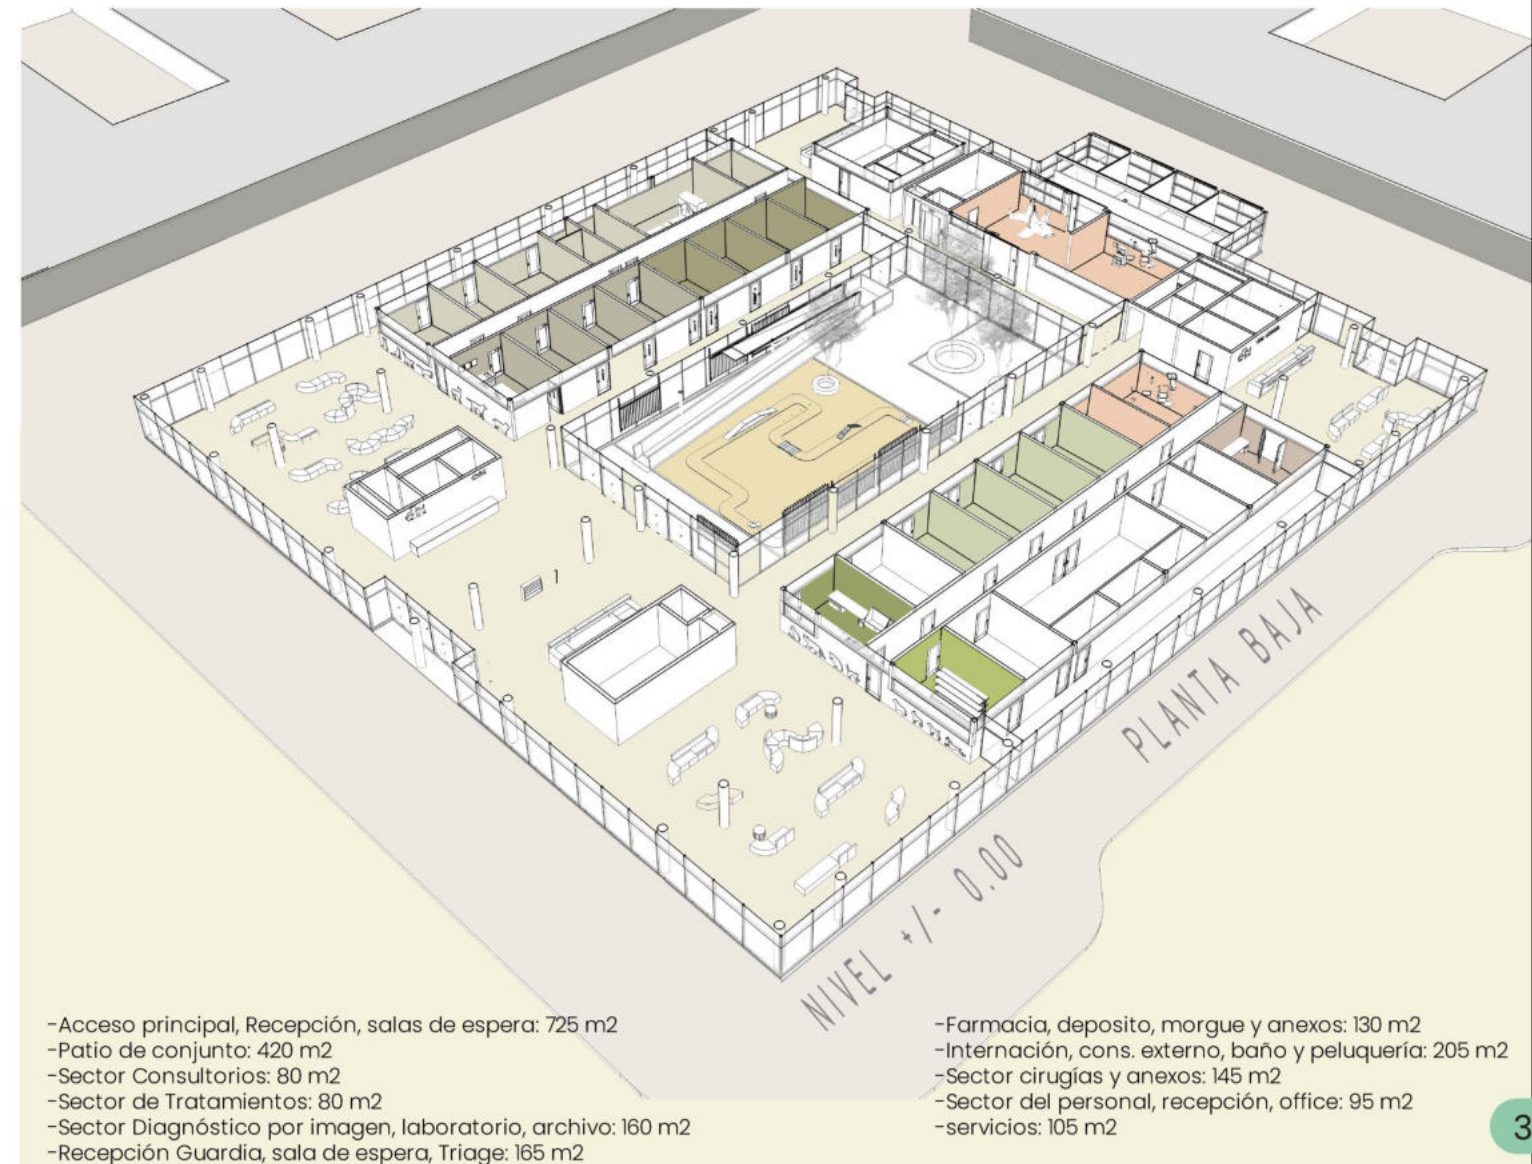 1
PLANTA BAJA
NIVEL +/- 0.00
-Acceso principal, Recepción, salas de espera: 725 m2
-Patio de conjunto: 420 m2
-Sector Consultorios: 80 m2
-Sector de Tratamientos: 80 m2
-Sector Diagnóstico por imagen, laboratorio, archivo: 160 m2
-Recepción Guardia, sala de espera, Triage: 165 m2
-Farmacia, deposito, morgue y anexos: 130 m2
-Internación, cons. externo, baño y peluquería: 205 m2
-Sector cirugías y anexos: 145 m2
-Sector del personal, recepción, office: 95 m2
-servicios: 105 m2
3